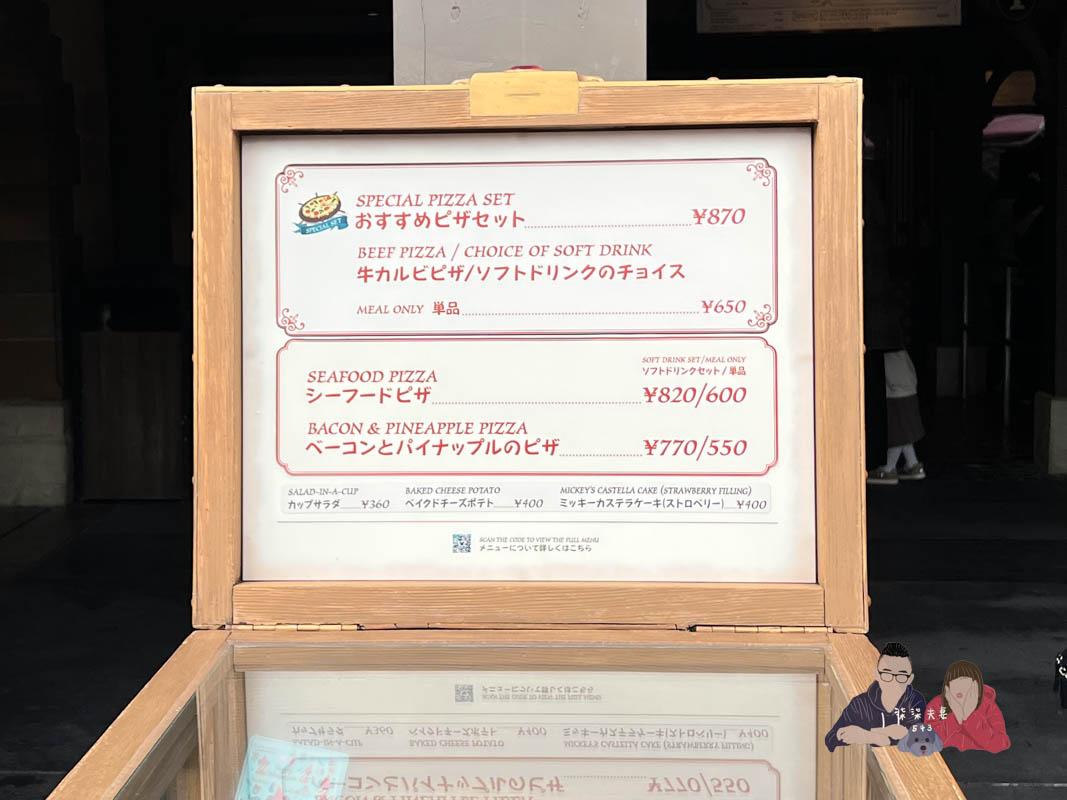 SPECIAL SET
SPECIAL PIZZA SET
おすすめピザセット ¥870
BEEF PIZZA / CHOICE OF SOFT DRINK
牛カルビピザ/ソフトドリンクのチョイス
MEAL ONLY 単品 ¥650
SOFT DRINK SET/MEAL ONLY
ソフトドリンクセット / 単品
SEAFOOD PIZZA
シーフードピザ ¥820/600
BACON & PINEAPPLE PIZZA
ベーコンとパイナップルのピザ ¥770/550
SALAD-IN-A-CUP
カップサラダ ¥360
BAKED CHEESE POTATO
ベイクドチーズポテト ¥400
MICKEY'S CASTELLA CAKE (STRAWBERRY FILLING)
ミッキーカステラケーキ(ストロベリー) ¥400
SCAN THE CODE TO VIEW THE FULL MENU
メニューについて詳しくはこちら
543